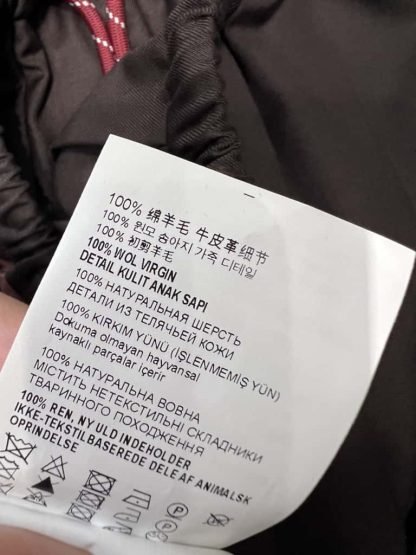 100% 绵羊毛 牛皮革细节
100% 원모 송아지 가족 디테일
100% 初剪羊毛
100% WOL VIRGIN
DETAIL KULIT ANAK SAPI
100% НАТУРАЛЬНАЯ ШЕРСТЬ
ДЕТАЛИ ИЗ ТЕЛЯЧЬЕЙ КОЖИ
100% KIRKIM YÜNÜ (İŞLENMEMİŞ YÜN)
Dokuma olmayan hayvansal
kaynaklı parçalar içerir
100% НАТУРАЛЬНА ВОВНА
МІСТИТЬ НЕТЕКСТИЛЬНІ СКЛАДНИКИ
ТВАРИННОГО ПОХОДЖЕННЯ
100% REN, NY ULD INDEHOLDER
IKKE-TEKSTILBASEREDE DELE AF ANIMALSK
OPRINDELSE